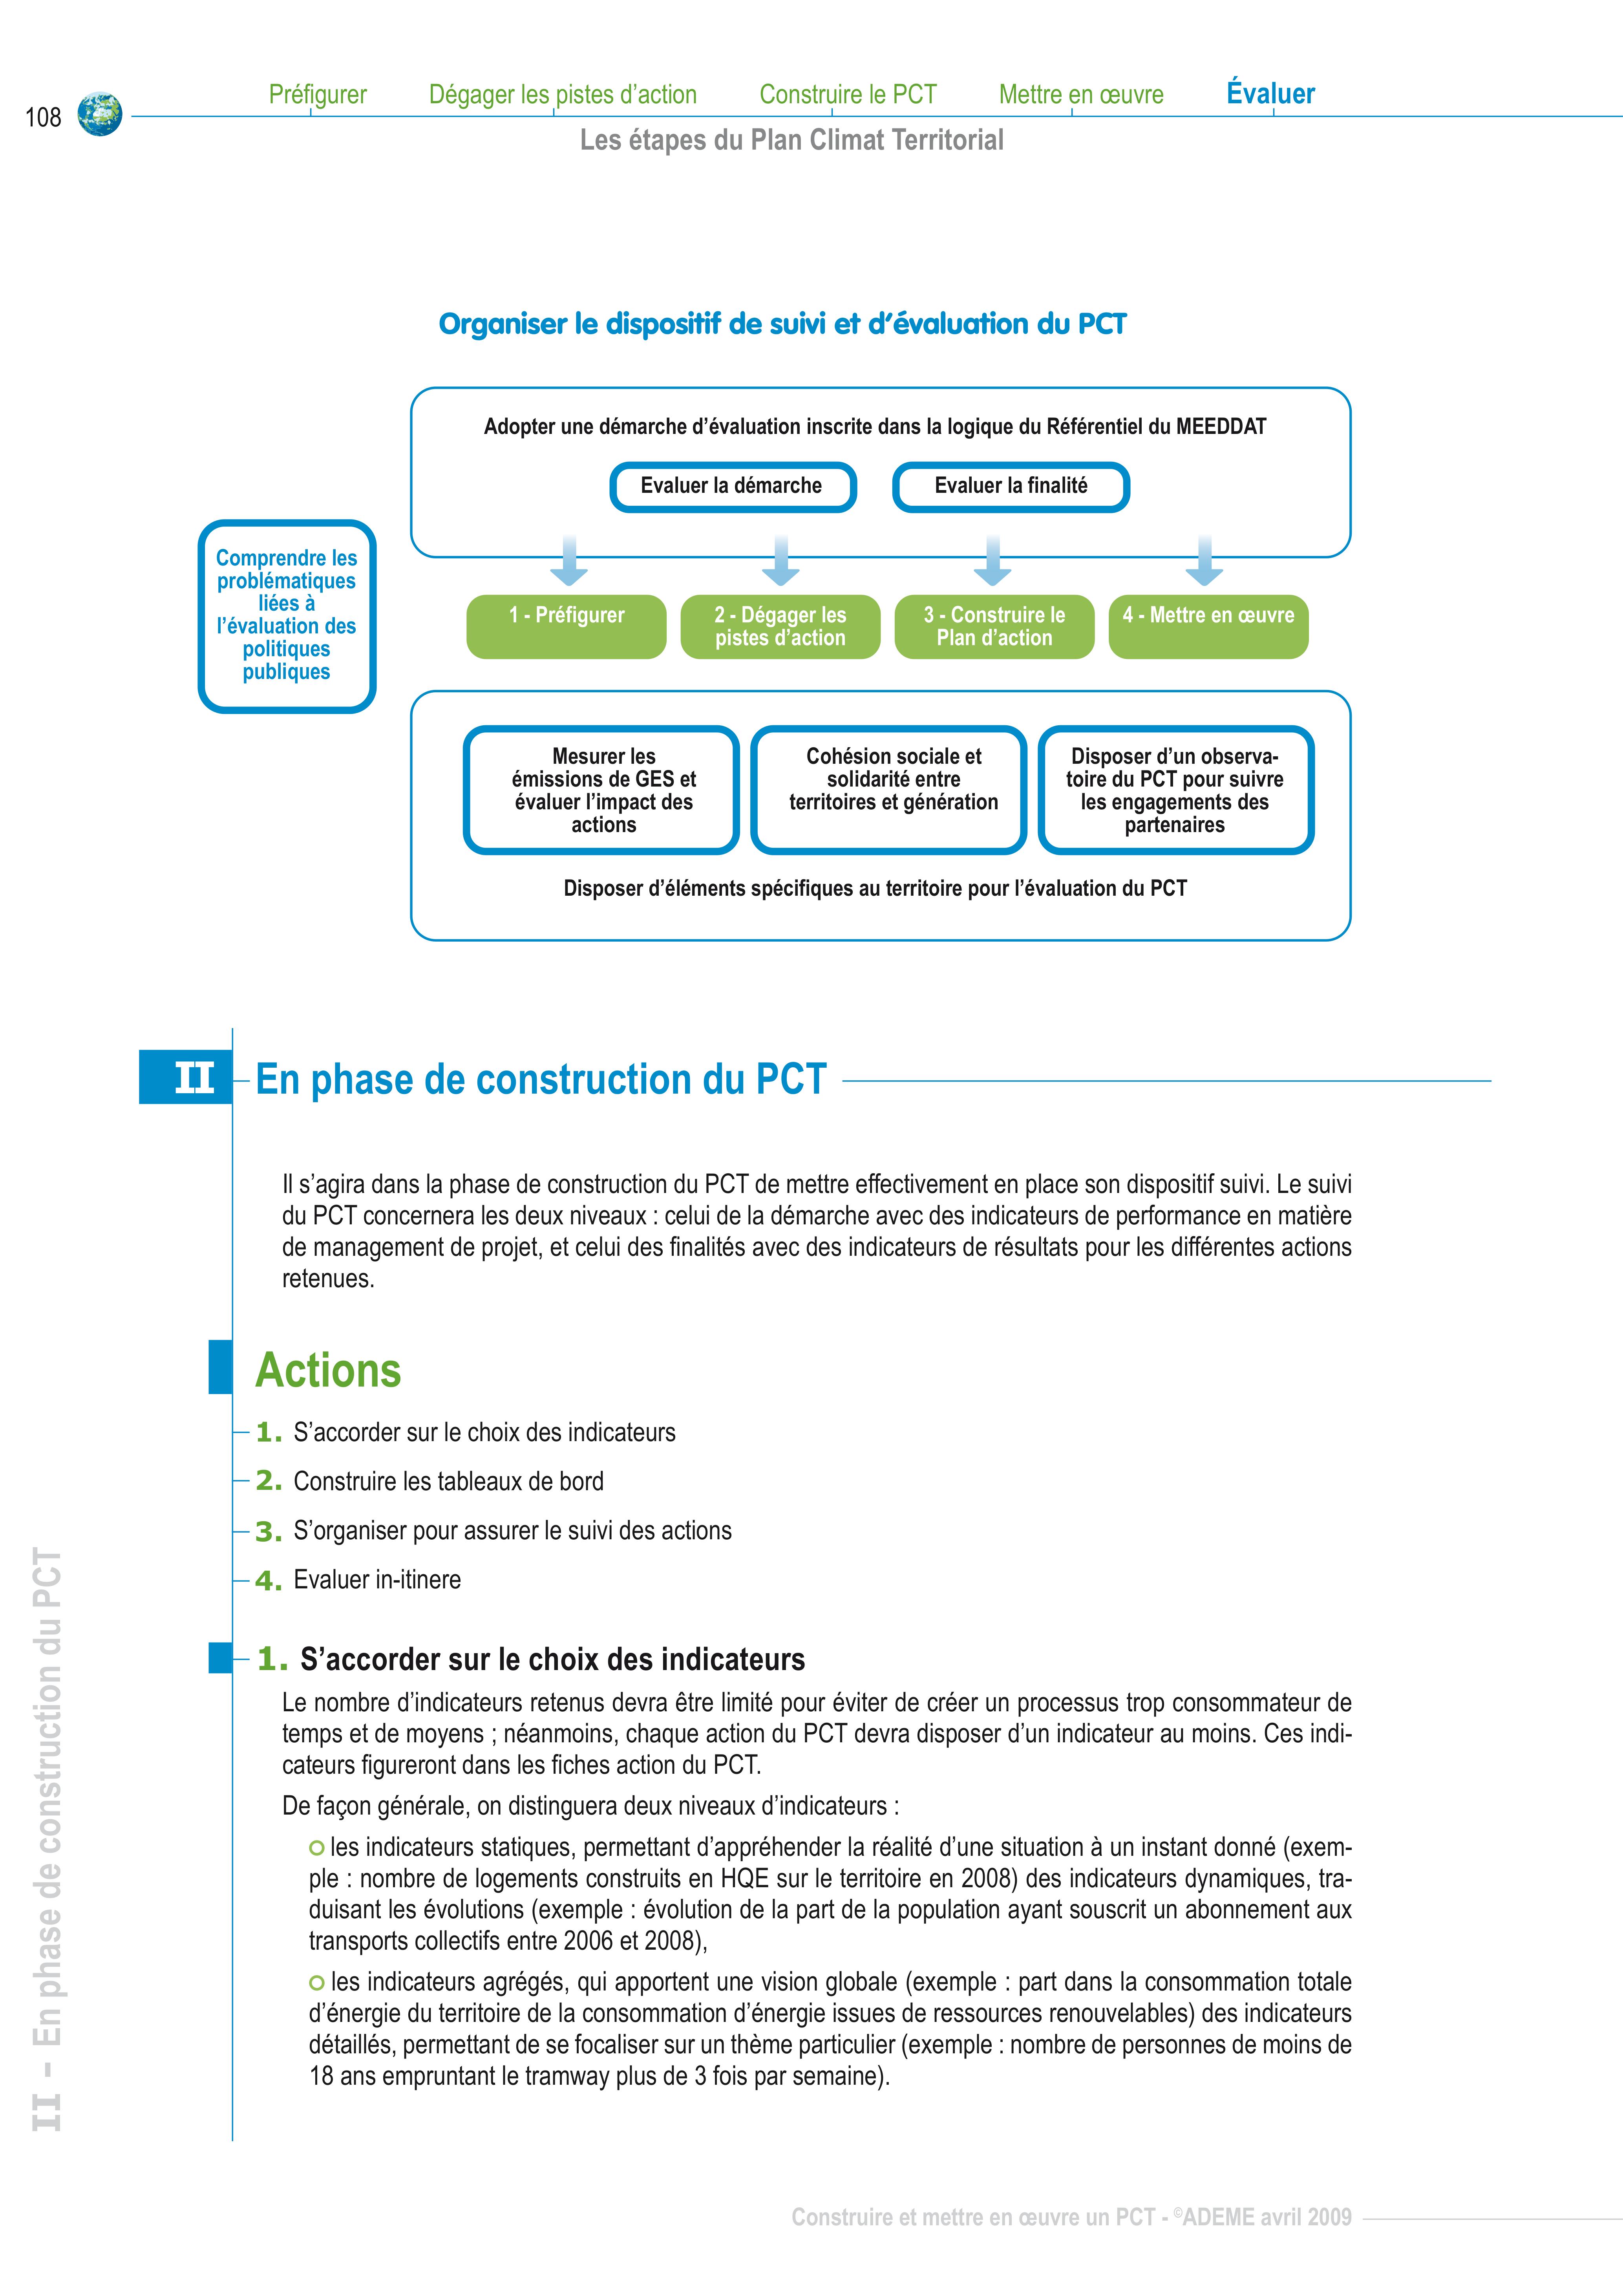 108
Préfigurer Dégager les pistes d’action Construire le PCT Mettre en œuvre Évaluer
Les étapes du Plan Climat Territorial
Organiser le dispositif de suivi et d’évaluation du PCT
Adopter une démarche d’évaluation inscrite dans la logique du Référentiel du MEEDDAT
Evaluer la démarche
Evaluer la finalité
Comprendre les
problématiques
liées à
l’évaluation des
politiques
publiques
1 - Préfigurer
2 - Dégager les
pistes d’action
3 - Construire le
Plan d’action
4 - Mettre en œuvre
Mesurer les
émissions de GES et
évaluer l’impact des
actions
Cohésion sociale et
solidarité entre
territoires et génération
Disposer d’un observa-
toire du PCT pour suivre
les engagements des
partenaires
Disposer d’éléments spécifiques au territoire pour l’évaluation du PCT
II En phase de construction du PCT
Il s’agira dans la phase de construction du PCT de mettre effectivement en place son dispositif suivi. Le suivi
du PCT concernera les deux niveaux : celui de la démarche avec des indicateurs de performance en matière
de management de projet, et celui des finalités avec des indicateurs de résultats pour les différentes actions
retenues.
Actions
1. S’accorder sur le choix des indicateurs
2. Construire les tableaux de bord
3. S’organiser pour assurer le suivi des actions
4. Evaluer in-itinere
1. S’accorder sur le choix des indicateurs
Le nombre d’indicateurs retenus devra être limité pour éviter de créer un processus trop consommateur de
temps et de moyens ; néanmoins, chaque action du PCT devra disposer d’un indicateur au moins. Ces indi-
cateurs figureront dans les fiches action du PCT.
De façon générale, on distinguera deux niveaux d’indicateurs :
les indicateurs statiques, permettant d’appréhender la réalité d’une situation à un instant donné (exem-
ple : nombre de logements construits en HQE sur le territoire en 2008) des indicateurs dynamiques, tra-
duisant les évolutions (exemple : évolution de la part de la population ayant souscrit un abonnement aux
transports collectifs entre 2006 et 2008),
les indicateurs agrégés, qui apportent une vision globale (exemple : part dans la consommation totale
d’énergie du territoire de la consommation d’énergie issues de ressources renouvelables) des indicateurs
détaillés, permettant de se focaliser sur un thème particulier (exemple : nombre de personnes de moins de
18 ans empruntant le tramway plus de 3 fois par semaine).
II - En phase de construction du PCT
Construire et mettre en œuvre un PCT - ©ADEME avril 2009